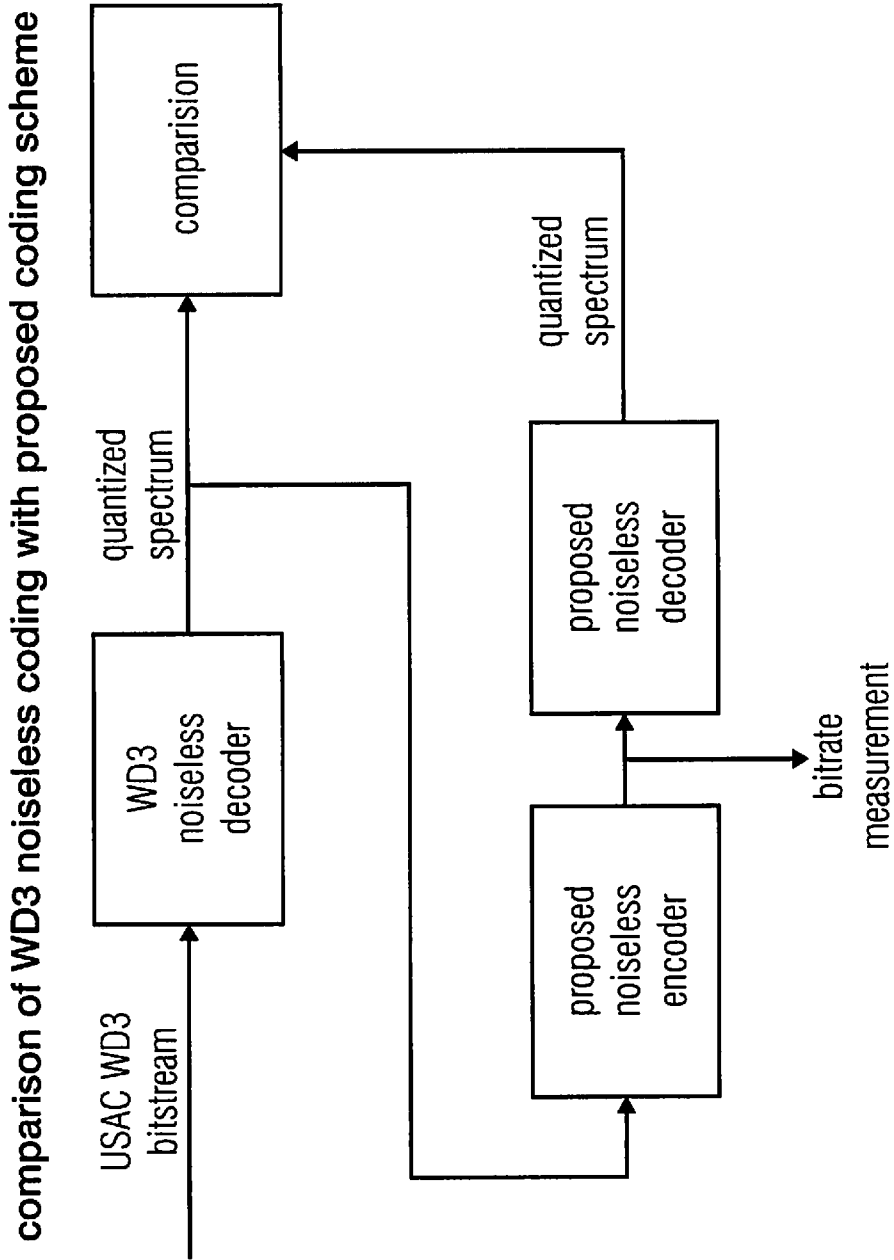 comparison of WD3 noiseless coding with proposed coding scheme
USAC WD3
bitstream
WD3
noiseless
decoder
quantized
spectrum
comparision
proposed
noiseless
encoder
bitrate
measurement
proposed
noiseless
decoder
quantized
spectrum